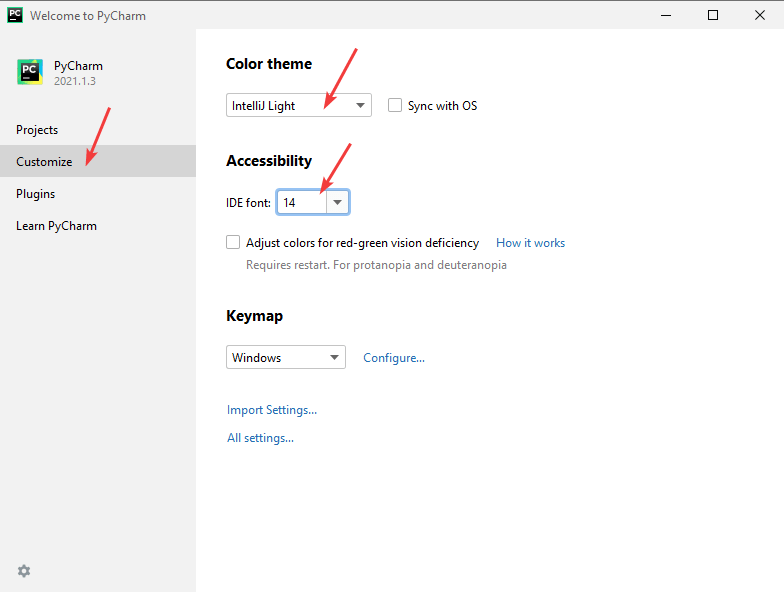 PC Welcome to PyCharm
PC PyCharm
2021.1.3
Projects
Customize
Plugins
Learn PyCharm
Color theme
IntelliJ Light Sync with OS
Accessibility
IDE font: 14
Adjust colors for red-green vision deficiency How it works
Requires restart. For protanopia and deuteranopia
Keymap
Windows Configure...
Import Settings...
All settings...